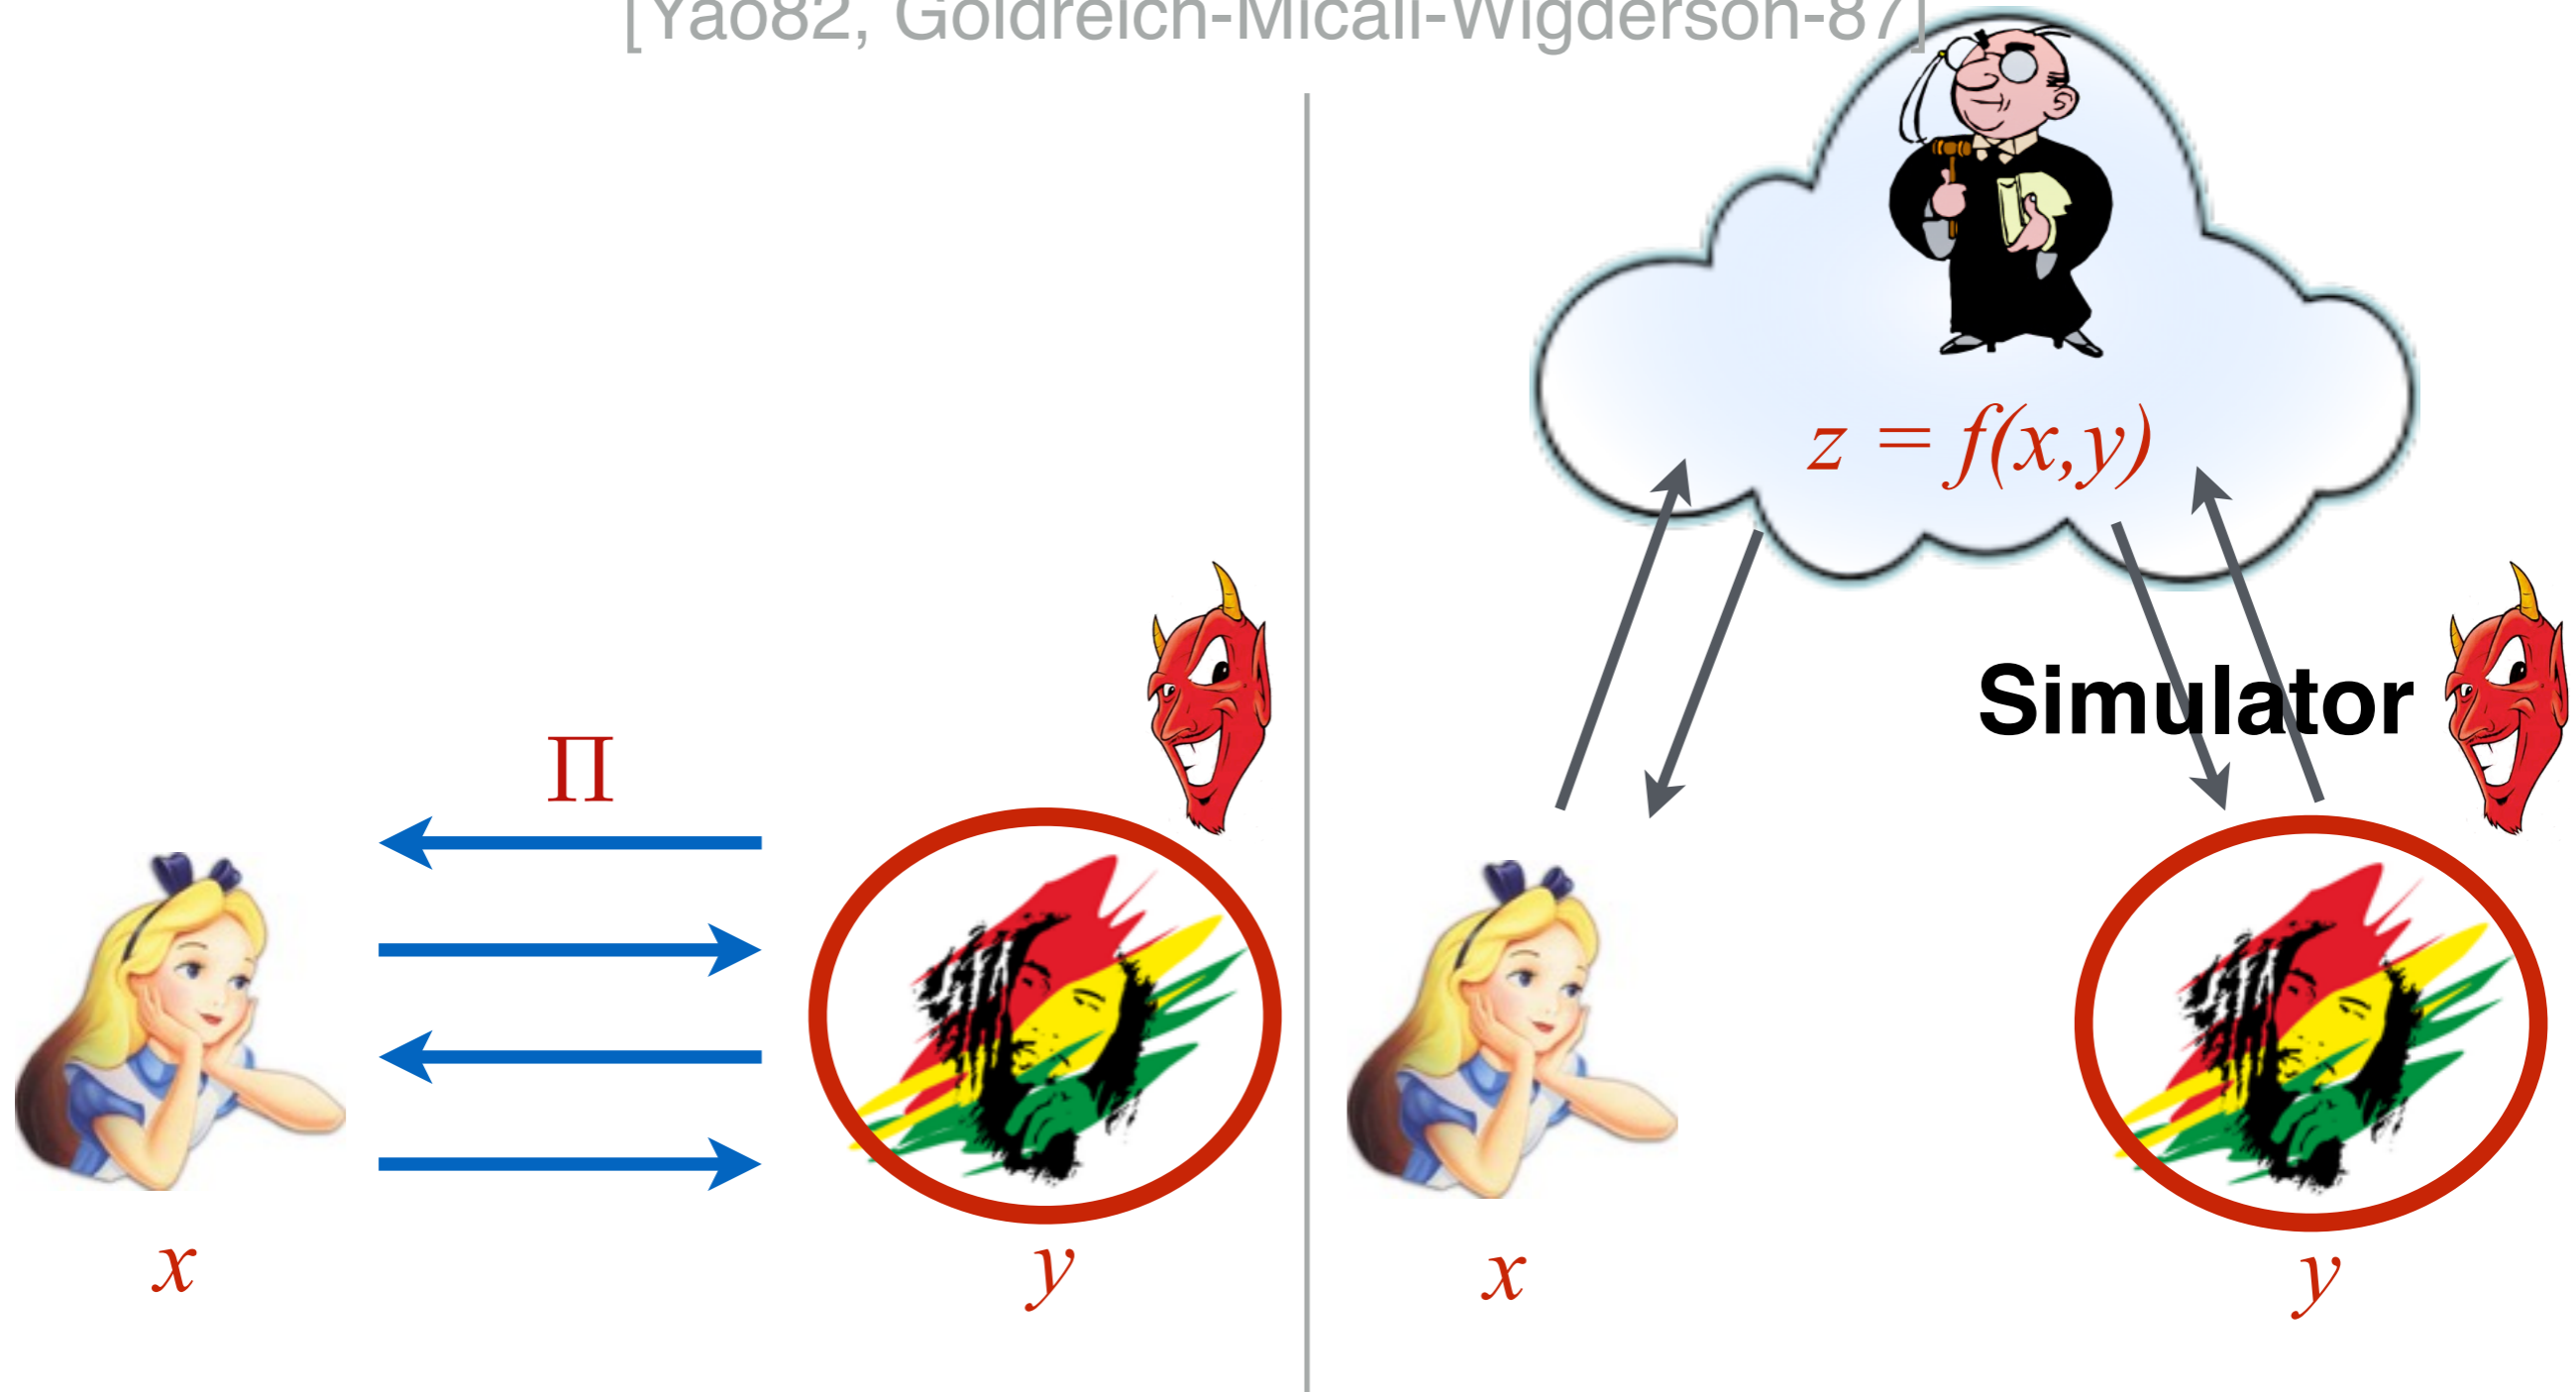 [Yao82, Goldreich-Micali-Wigderson-87]
z = f(x,y)
Simulator
Π
x
y
x
y